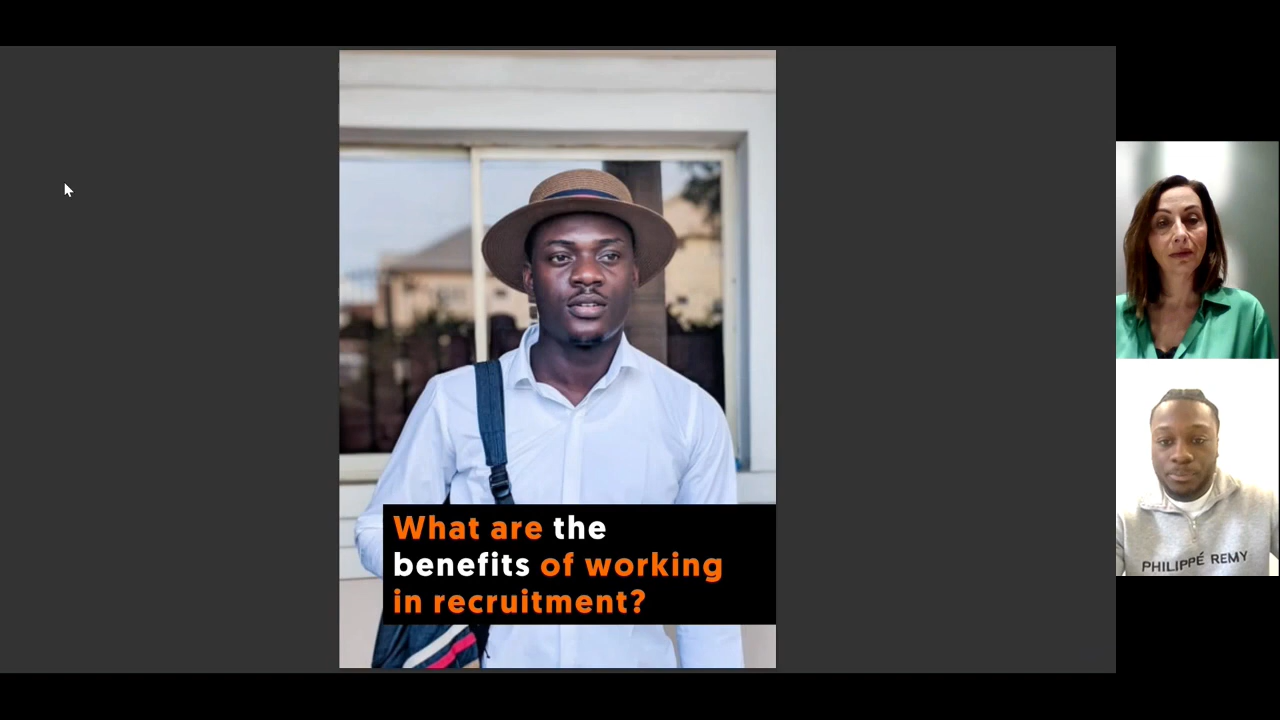 What are the
benefits of working
in recruitment?
PHILIPPÉ REMY